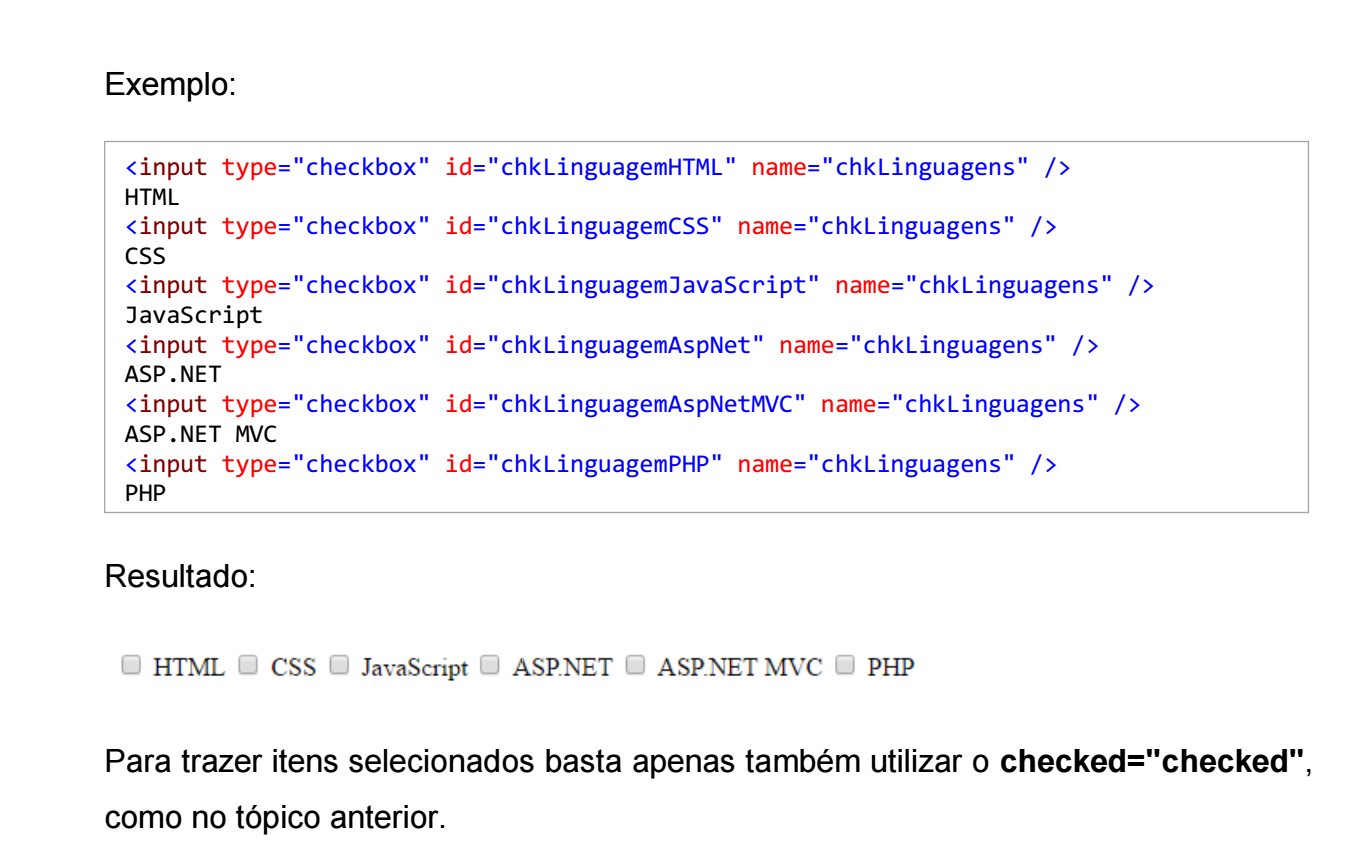 Exemplo:
<input type="checkbox" id="chkLinguagemHTML" name="chkLinguagens" />
HTML
<input type="checkbox" id="chkLinguagemCSS" name="chkLinguagens" />
CSS
<input type="checkbox" id="chkLinguagemJavaScript" name="chkLinguagens" />
JavaScript
<input type="checkbox" id="chkLinguagemAspNet" name="chkLinguagens" />
ASP.NET
<input type="checkbox" id="chkLinguagemAspNetMVC" name="chkLinguagens" />
ASP.NET MVC
<input type="checkbox" id="chkLinguagemPHP" name="chkLinguagens" />
PHP
Resultado:
HTML CSS JavaScript ASP.NET ASP.NET MVC PHP
Para trazer itens selecionados basta apenas também utilizar o checked="checked",
como no tópico anterior.